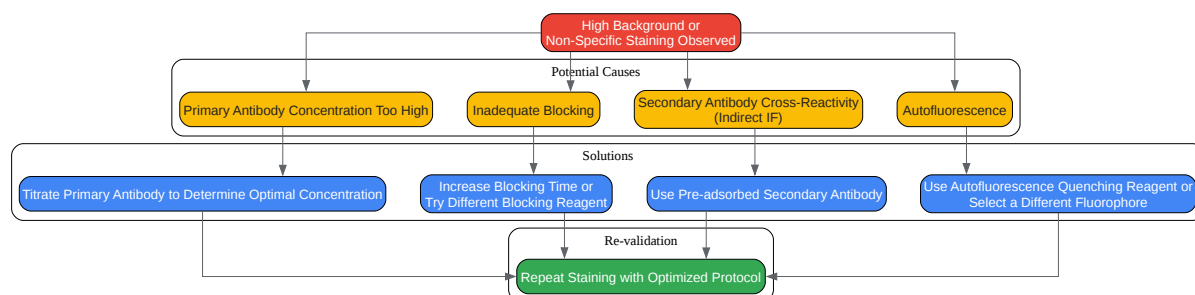 High Background or
Non-Specific Staining Observed
Potential Causes
Primary Antibody Concentration Too High
Inadequate Blocking
Secondary Antibody Cross-Reactivity
(Indirect IF)
Autofluorescence
Solutions
Titrate Primary Antibody to Determine Optimal Concentration
Increase Blocking Time or
Try Different Blocking Reagent
Use Pre-adsorbed Secondary Antibody
Use Autofluorescence Quenching Reagent or
Select a Different Fluorophore
Re-validation
Repeat Staining with Optimized Protocol